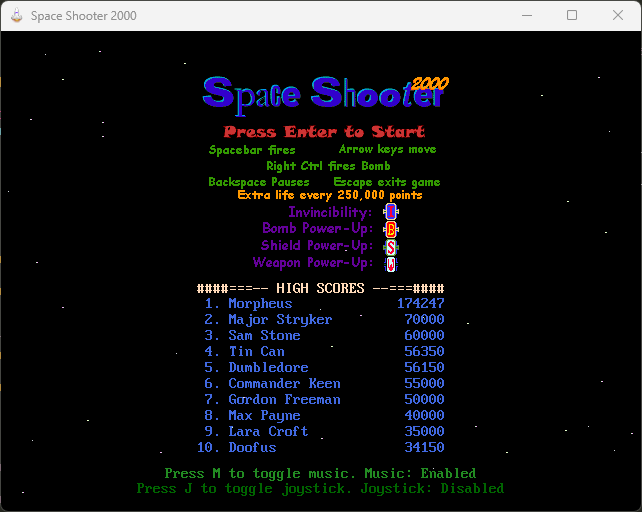 Space Shooter 2000
Space Shooter 2000
Press Enter to Start
Spacebar fires Arrow keys move
Right Ctrl fires Bomb
Backspace Pauses Escape exits game
Extra life every 250,000 points
Invincibility: I
Bomb Power-Up: B
Shield Power-Up: S
Weapon Power-Up: W
####===-- HIGH SCORES --===####
1. Morpheus 174247
2. Major Stryker 70000
3. Sam Stone 60000
4. Tin Can 56350
5. Dumbledore 56150
6. Commander Keen 55000
7. Gordon Freeman 50000
8. Max Payne 40000
9. Lara Croft 35000
10. Doofus 34150
Press M to toggle music. Music: Enabled
Press J to toggle joystick. Joystick: Disabled